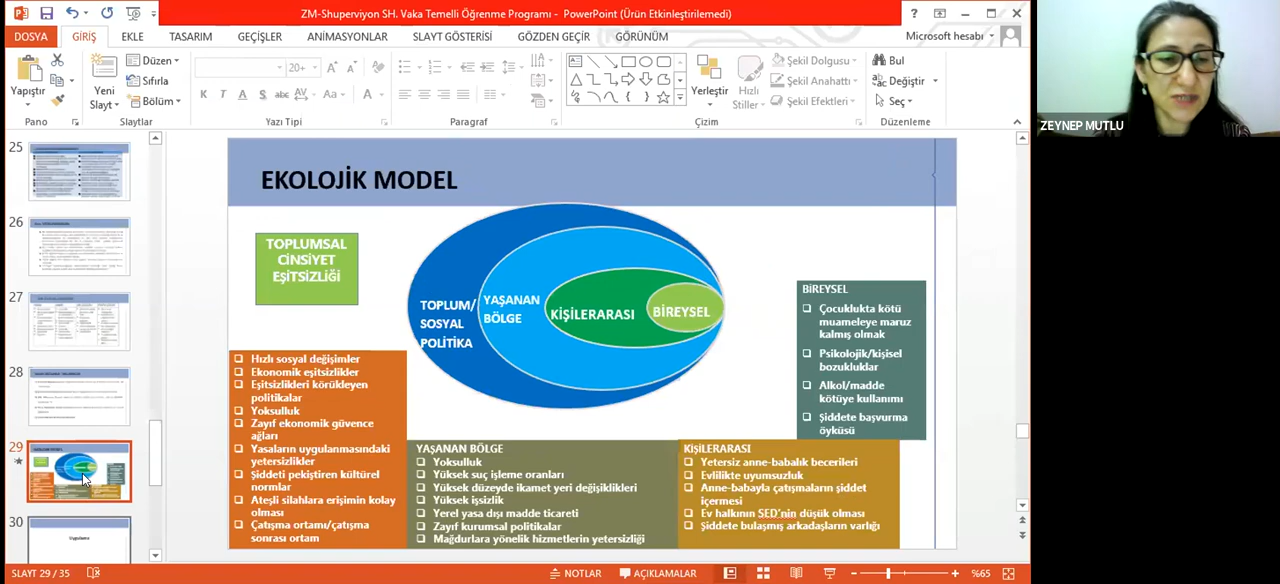 ZM-Shuperviyon SH. Vaka Temelli Öğrenme Programı - PowerPoint (Ürün Etkinleştirilemedi)
DOSYA GİRİŞ EKLE TASARIM GEÇİŞLER ANİMASYONLAR SLAYT GÖSTERİSİ GÖZDEN GEÇİR GÖRÜNÜM Microsoft hesabı
Yapıştır
Yeni
Slayt
Düzen
Sıfırla
Bölüm
20+
K T A S abc AV Aa A
Yerleştir
Hızlı
Stiller
Şekil Dolgusu
Şekil Anahattı
Şekil Efektleri
Bul
Değiştir
Seç
Pano Slaytlar Yazı Tipi Paragraf Çizim Düzenleme
ZEYNEP MUTLU
25
26
27
28
29
30
Uygulama
EKOLOJİK MODEL
TOPLUMSAL
CİNSİYET
EŞİTSIZLİĞİ
TOPLUM/
SOSYAL
POLİTIKA
YAŞANAN
BÖLGE
KİŞİLERARASI
BİREYSEL
BİREYSEL
Çocuklukta kötü
muameleye maruz
kalmış olmak
Psikolojik/kişisel
bozukluklar
Alkol/madde
kötüye kullanımı
Şiddete başvurma
öyküsü
Hızlı sosyal değişimler
Ekonomik eşitsizlikler
Eşitsizlikleri körükleyen
politikalar
Yoksulluk
Zayıf ekonomik güvence
ağları
Yasaların uygulanmasındaki
yetersizlikler
Şiddeti pekiştiren kültürel
normlar
Ateşli silahlara erişimin kolay
olması
Çatışma ortamı/çatışma
sonrası ortam
YAŞANAN BÖLGE
Yoksulluk
Yüksek suç işleme oranları
Yüksek düzeyde ikamet yeri değişiklikleri
Yüksek işsizlik
Yerel yasa dışı madde ticareti
Zayıf kurumsal politikalar
Mağdurlara yönelik hizmetlerin yetersizliği
KİŞİLERARASI
Yetersiz anne-babalık becerileri
Evlilikte uyumsuzluk
Anne-babayla çatışmaların şiddet
içermesi
Ev halkının SED'nin düşük olması
Şiddete bulaşmış arkadaşların varlığı
SLAYT 29 / 35 NOTLAR AÇIKLAMALAR %65